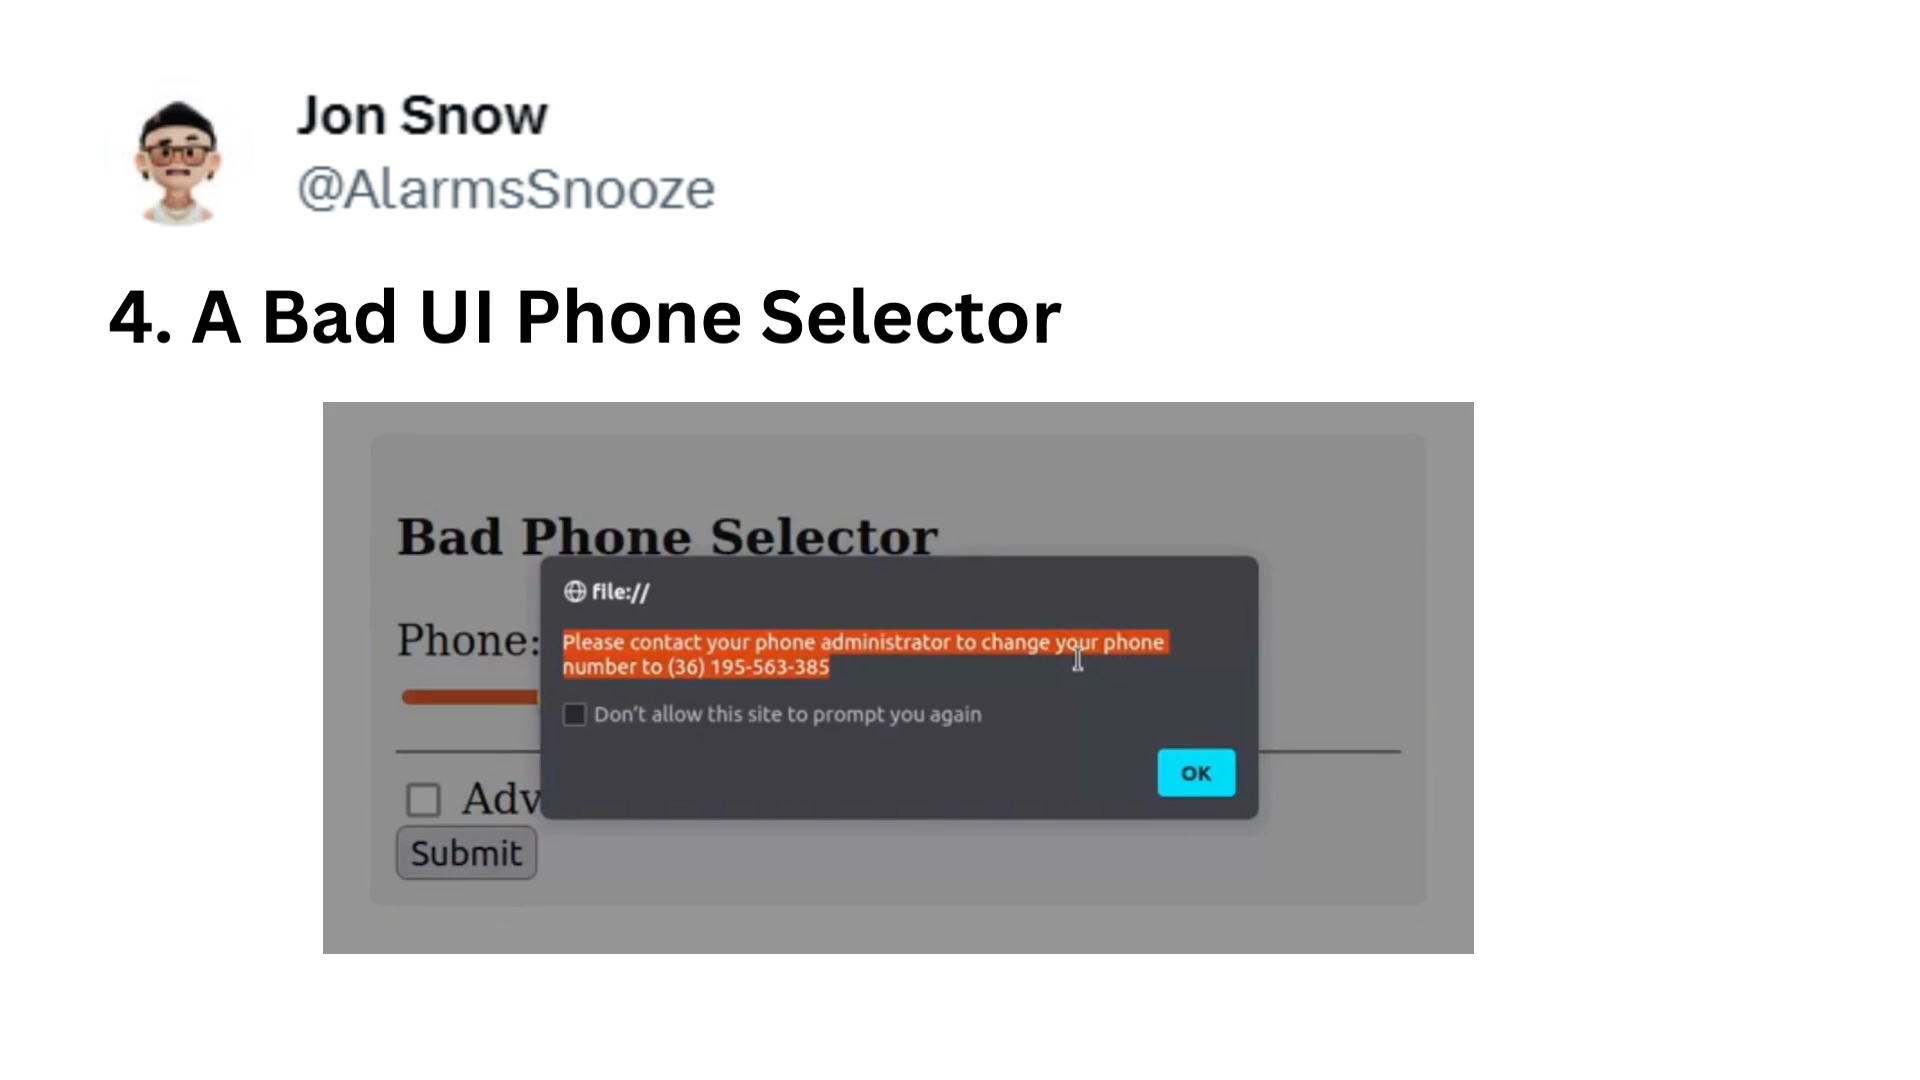 Jon Snow
@AlarmsSnooze
4. A Bad UI Phone Selector
Bad Phone Selector
file://
Phone:
Please contact your phone administrator to change your phone
number to (36) 195-563-385
Don't allow this site to prompt you again
OK
Adv
Submit